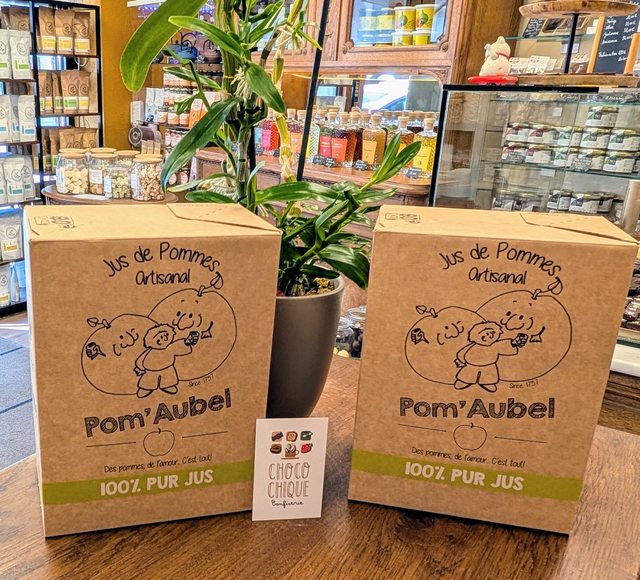 Jus de Pommes
Artisanal
Since 1757
Pom'Aubel
Des pommes, de l'amour. C'est tout!
100% PUR JUS
Jus de Pommes
Artisanal
Since 1757
Pom'Aubel
Des pommes, de l'amour. C'est tout!
100% PUR JUS
CHOCO
CHIQUE
Confiserie